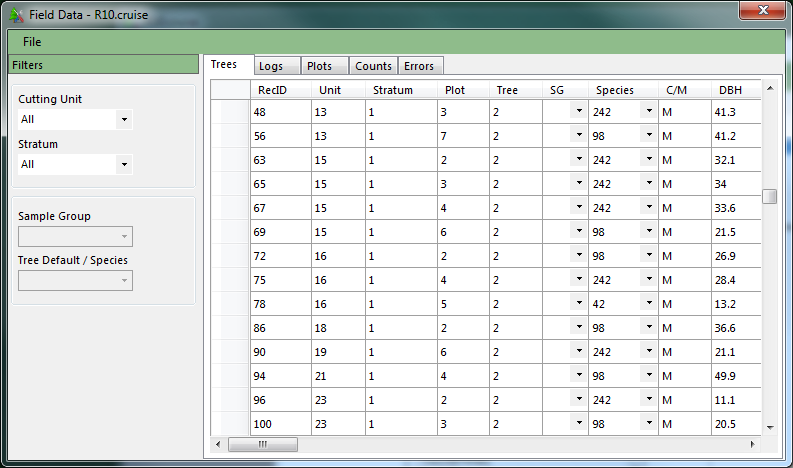 Field Data - R10.cruise
File
Filters
Trees Logs Plots Counts Errors
Cutting Unit
All
Stratum
All
Sample Group
Tree Default / Species
RecID Unit Stratum Plot Tree SG Species C/M DBH
48 13 1 3 2 242 M 41.3
56 13 1 7 2 98 M 41.2
63 15 1 2 2 242 M 32.1
65 15 1 3 2 242 M 34
67 15 1 4 2 242 M 33.6
69 15 1 6 2 98 M 21.5
72 16 1 2 2 98 M 26.9
75 16 1 4 2 242 M 28.4
78 16 1 5 2 42 M 13.2
86 18 1 2 2 98 M 36.6
90 19 1 6 2 242 M 21.1
94 21 1 4 2 98 M 49.9
96 23 1 2 2 242 M 11.1
100 23 1 3 2 98 M 20.5